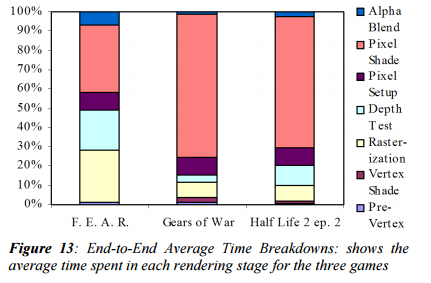 100%
90%
80%
70%
60%
50%
40%
30%
20%
10%
0%
F. E. A. R.
Gears of War
Half Life 2 ep. 2
Alpha
Blend
Pixel
Shade
Pixel
Setup
Depth
Test
Raster-
ization
Vertex
Shade
Pre-
Vertex
Figure 13: End-to-End Average Time Breakdowns: shows the
average time spent in each rendering stage for the three games